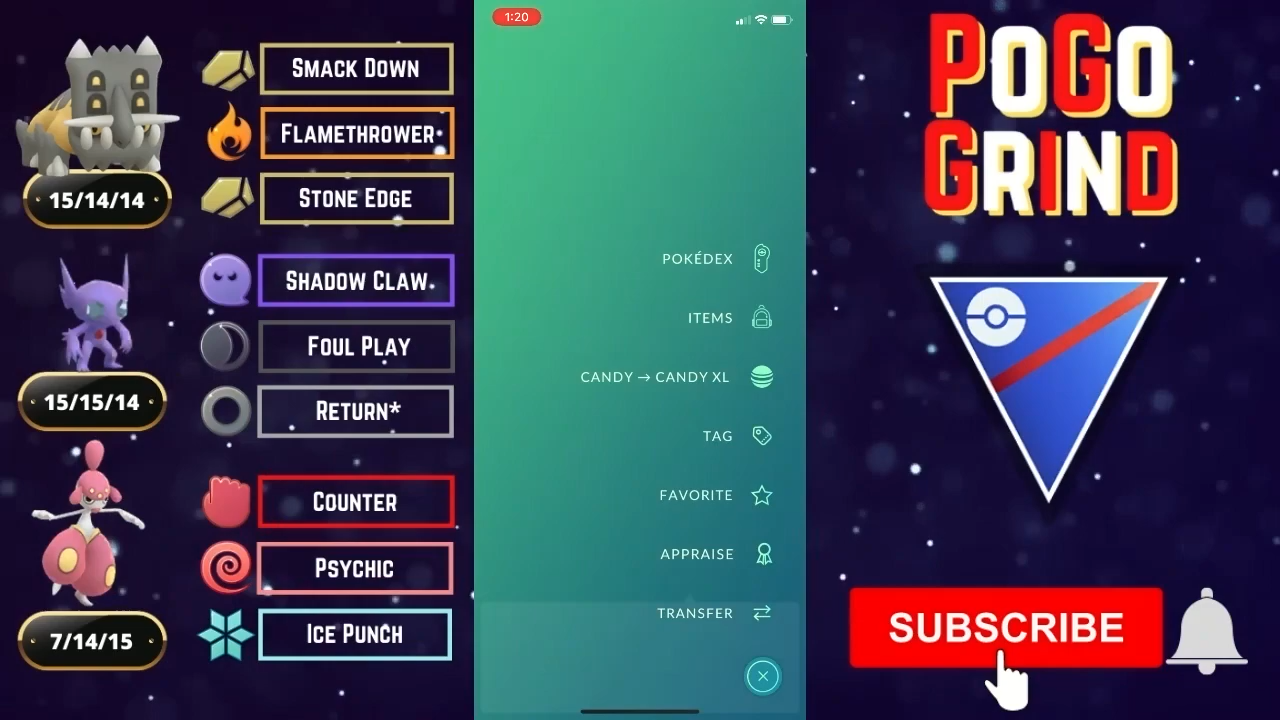 SMACK DOWN
FLAMETHROWER
STONE EDGE
15/14/14
SHADOW CLAW
FOUL PLAY
RETURN*
15/15/14
COUNTER
PSYCHIC
ICE PUNCH
7/14/15
1:20
POKÉDEX
ITEMS
CANDY → CANDY XL
TAG
FAVORITE
APPRAISE
TRANSFER
POGO
GRIND
SUBSCRIBE